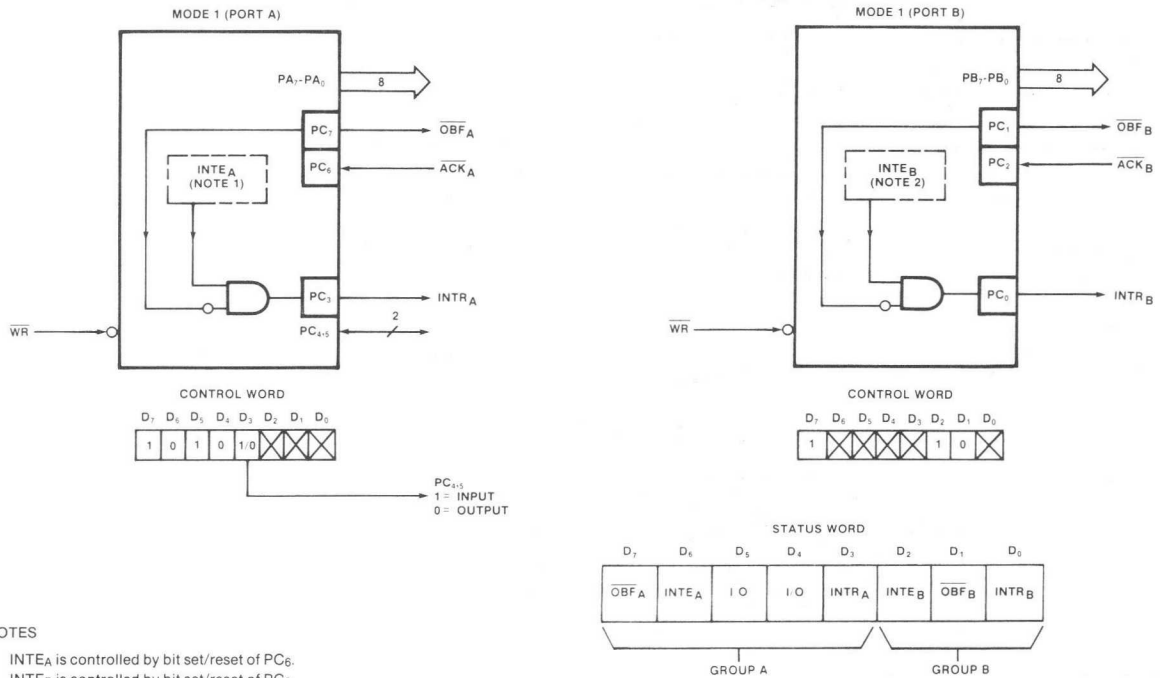 MODE 1 (PORT A)
PA7-PA0
8
PC7
OBFA
PC6
ACKA
INTEA
(NOTE 1)
PC3
INTRA
WR
PC4,5
2
CONTROL WORD
D7 D6 D5 D4 D3 D2 D1 D0
1 0 1 0 1/0
PC4,5
1 = INPUT
0 = OUTPUT
MODE 1 (PORT B)
PB7-PB0
8
PC1
OBFB
PC2
ACKB
INTEB
(NOTE 2)
PC0
INTRB
WR
CONTROL WORD
D7 D6 D5 D4 D3 D2 D1 D0
1 1 0
STATUS WORD
D7 D6 D5 D4 D3 D2 D1 D0
OBFA INTEA I/O I/O INTRA INTEB OBFB INTRB
GROUP A GROUP B
OTES
INTEA is controlled by bit set/reset of PC6.